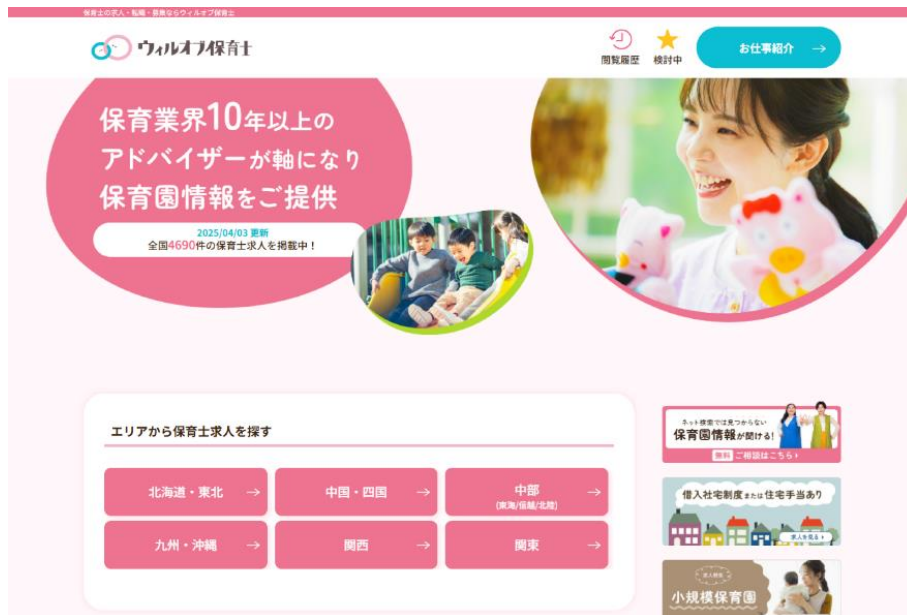 保育士の求人・転職・募集ならウィルオブ保育士
ウィルオブ保育士
閲覧履歴
検討中
お仕事紹介 →
保育業界10年以上の
アドバイザーが軸になり
保育園情報をご提供
2025/04/03 更新
全国4690件の保育士求人を掲載中！
エリアから保育士求人を探す
北海道・東北 →
中国・四国 →
中部 →
(東海/信越/北陸)
九州・沖縄 →
関西 →
関東 →
ネット検索では見つからない
保育園情報が聞ける!
無料 ご相談はこちら
借入社宅制度または住宅手当あり
求人を見る
求人特集
小規模保育園